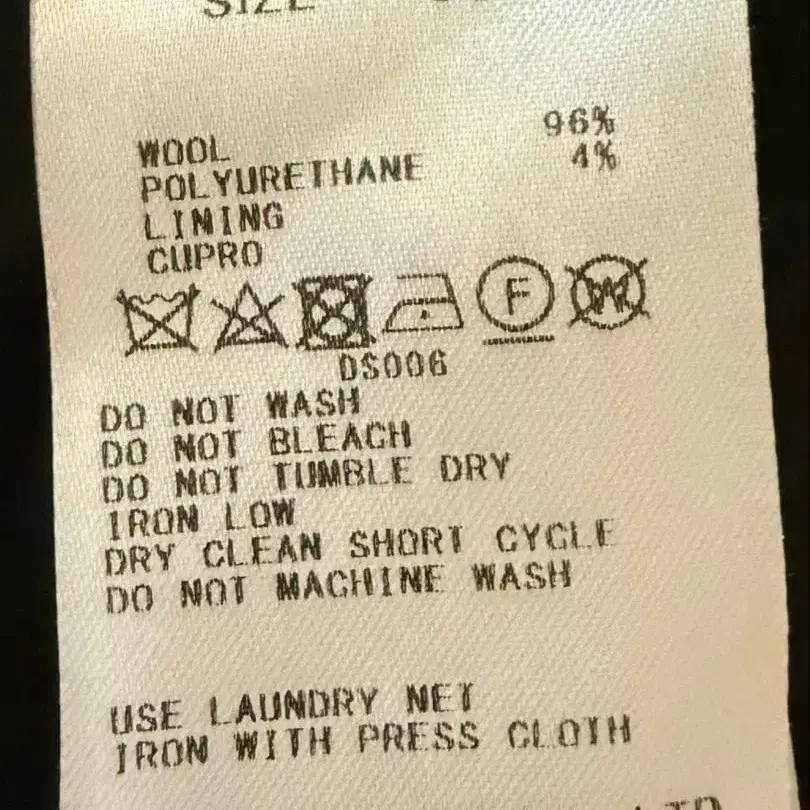 SIZE
WOOL 96%
POLYURETHANE 4%
LINING
CUPRO
F W
DS006
DO NOT WASH
DO NOT BLEACH
DO NOT TUMBLE DRY
IRON LOW
DRY CLEAN SHORT CYCLE
DO NOT MACHINE WASH
USE LAUNDRY NET
IRON WITH PRESS CLOTH